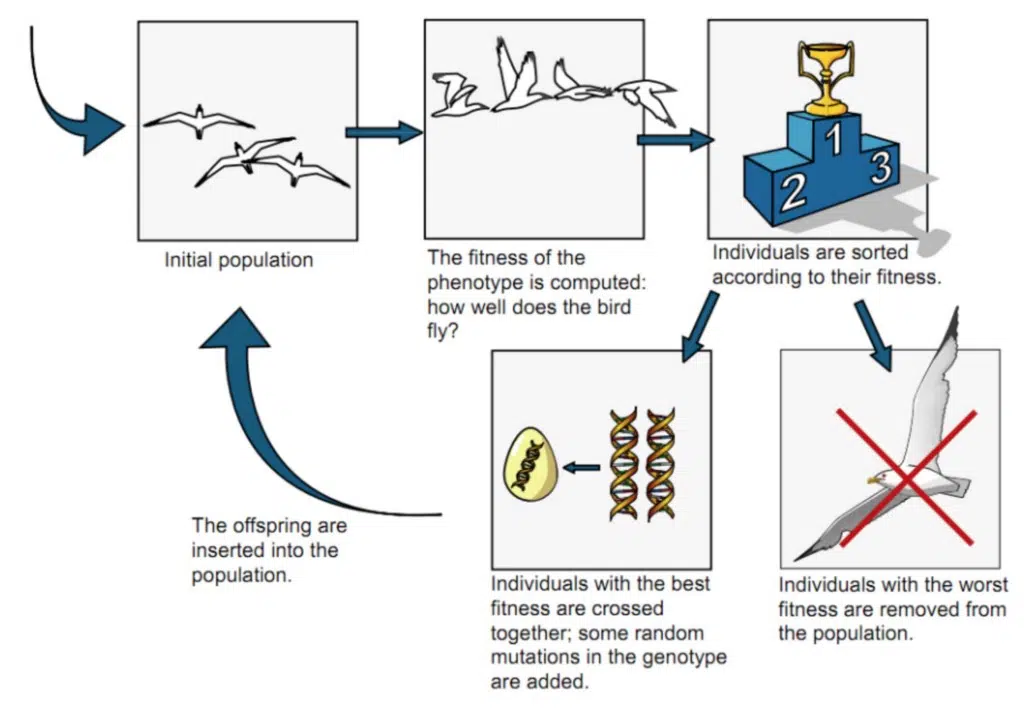 Initial population
The fitness of the
phenotype is computed:
how well does the bird
fly?
1
2
3
Individuals are sorted
according to their fitness.
Individuals with the best
fitness are crossed
together; some random
mutations in the genotype
are added.
Individuals with the worst
fitness are removed from
the population.
The offspring are
inserted into the
population.